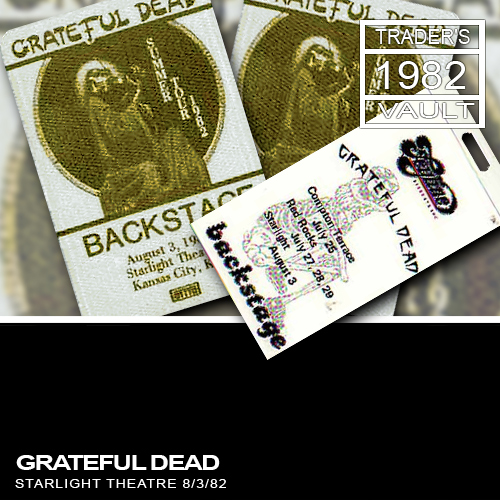 GRATEFUL DEAD
SUMMER
TOUR
1982
BACKSTAGE
August 3, 19
Starlight Thea
Kansas City,
GRATEFUL DEAD
TRADER'S
1982
VAULT
GRATEFUL DEAD
Compton Terrace
July 25
Red Rocks
July 27, 28, 29
Starlight
August 3
backstage
GRATEFUL DEAD
STARLIGHT THEATRE 8/3/82